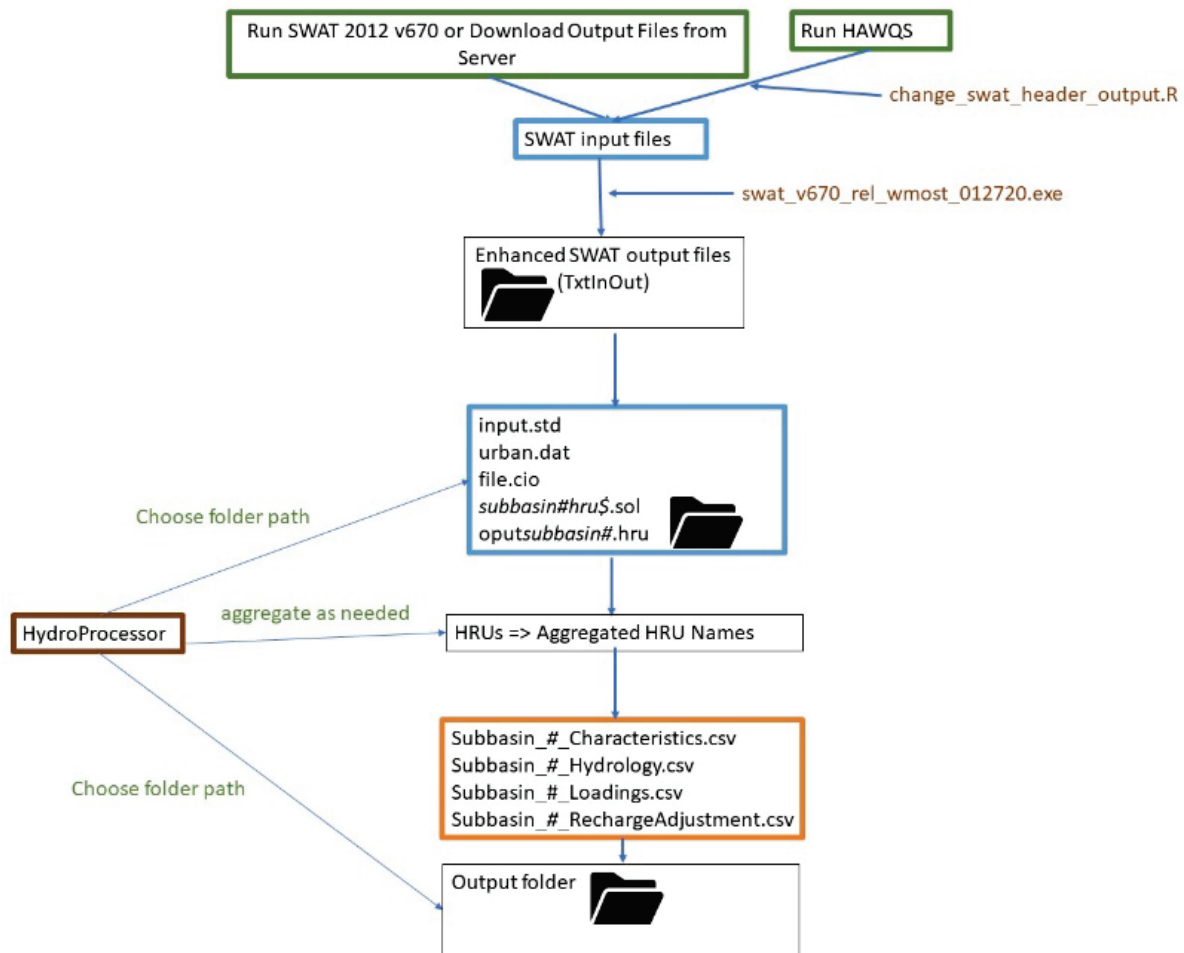 Run SWAT 2012 v670 or Download Output Files from
Server
Run HAWQS
change_swat_header_output.R
SWAT input files
swat_v670_rel_wmost_012720.exe
Enhanced SWAT output files
(TxtInOut)
input.std
urban.dat
file.cio
subbasin#hru$.sol
oputsubbasin#.hru
Choose folder path
aggregate as needed
HydroProcessor
HRUs => Aggregated HRU Names
Subbasin_#_Characteristics.csv
Subbasin_#_Hydrology.csv
Subbasin_#_Loadings.csv
Subbasin_#_RechargeAdjustment.csv
Choose folder path
Output folder